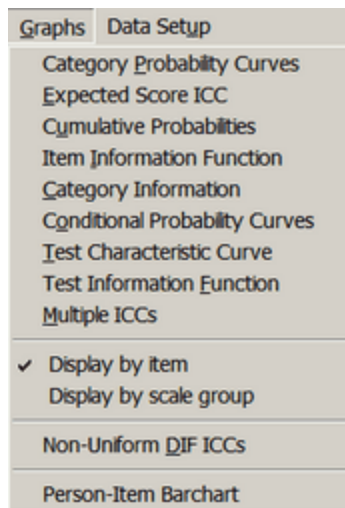 Graphs Data Setup
Category Probability Curves
Expected Score ICC
Cumulative Probabilities
Item Information Function
Category Information
Conditional Probability Curves
Test Characteristic Curve
Test Information Function
Multiple ICCs
Display by item
Display by scale group
Non-Uniform DIF ICCs
Person-Item Barchart